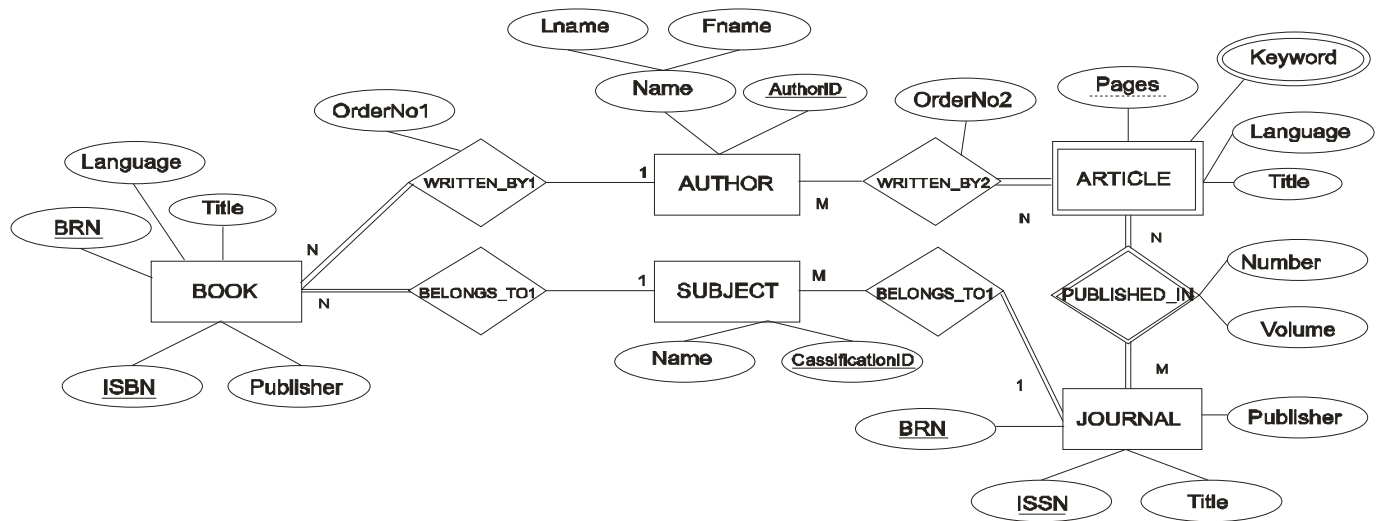 Lname
Fname
Keyword
Name
AuthorID
Pages
OrderNo1
OrderNo2
Language
Language
WRITTEN_BY1
1
AUTHOR
M
WRITTEN_BY2
N
ARTICLE
Title
BRN
Title
N
N
BOOK
N
BELONGS_TO1
1
SUBJECT
M
BELONGS_TO1
PUBLISHED_IN
Number
Volume
Name
CassificationID
ISBN
Publisher
1
M
BRN
JOURNAL
Publisher
ISSN
Title